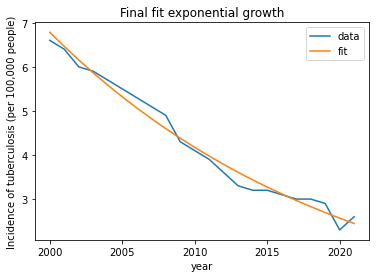 Final fit exponential growth
data
fit
Incidence of tuberculosis (per 100,000 people)
7
6
5
4
3
2000
2005
2010
2015
2020
year